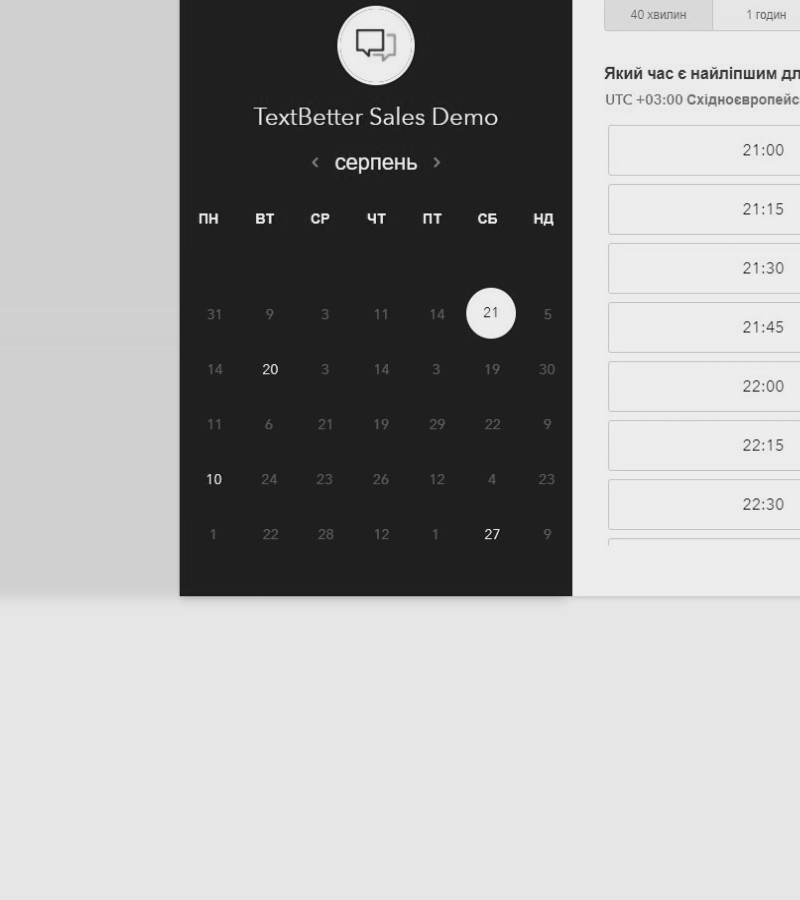 TextBetter Sales Demo
серпень
ПН ВТ СР ЧТ ПТ СБ НД
31 9 3 11 14 21 5
14 20 3 14 3 19 30
11 6 21 19 29 22 9
10 24 23 26 12 4 23
1 22 28 12 1 27 9
40 хвилин 1 годин
Який час є найліпшим дл
UTC +03:00 Східноєвропейс
21:00
21:15
21:30
21:45
22:00
22:15
22:30